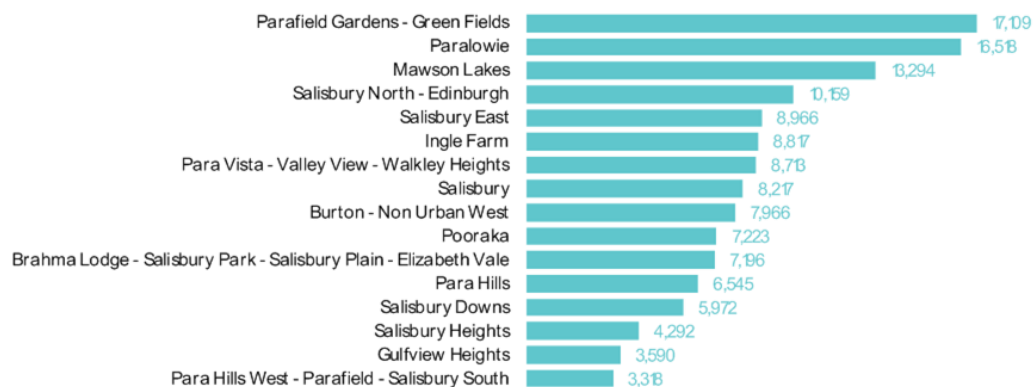 Parafield Gardens - Green Fields 17,109
Paralowie 16,518
Mawson Lakes 13,294
Salisbury North - Edinburgh 10,159
Salisbury East 8,966
Ingle Farm 8,817
Para Vista - Valley View - Walkley Heights 8,713
Salisbury 8,217
Burton - Non Urban West 7,966
Pooraka 7,223
Brahma Lodge - Salisbury Park - Salisbury Plain - Elizabeth Vale 7,196
Para Hills 6,545
Salisbury Downs 5,972
Salisbury Heights 4,292
Gulfview Heights 3,590
Para Hills West - Parafield - Salisbury South 3,318